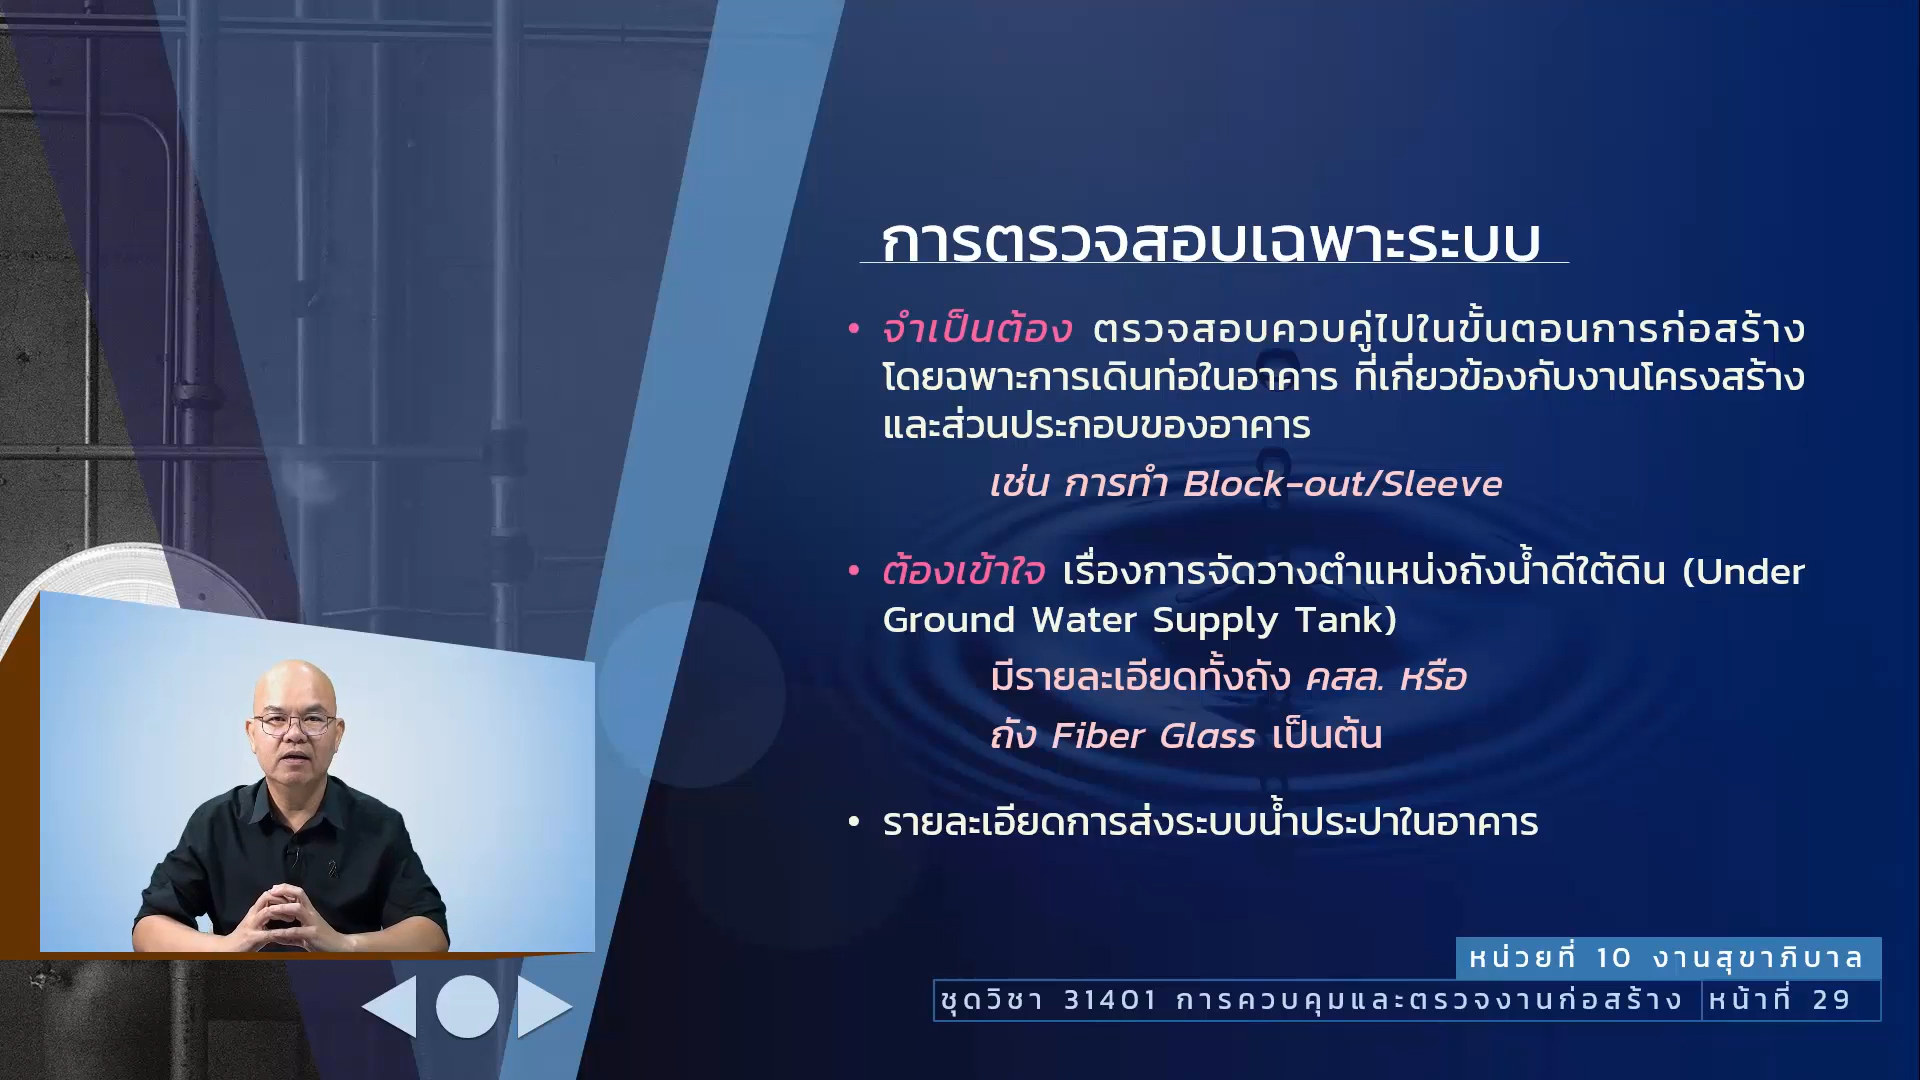 การตรวจสอบเฉพาะระบบ
• จำเป็นต้อง ตรวจสอบควบคู่ไปในขั้นตอนการก่อสร้าง
โดยฉพาะการเดินท่อในอาคาร ที่เกี่ยวข้องกับงานโครงสร้าง
และส่วนประกอบของอาคาร
เช่น การทำ Block-out/Sleeve
• ต้องเข้าใจ เรื่องการจัดวางตำแหน่งถังน้ำดีใต้ดิน (Under
Ground Water Supply Tank)
มีรายละเอียดทั้งถัง คสล. หรือ
ถัง Fiber Glass เป็นต้น
• รายละเอียดการส่งระบบน้ำประปาในอาคาร
หน่วยที่ 10 งานสุขาภิบาล
ชุดวิชา 31401 การควบคุมและตรวจงานก่อสร้าง หน้าที่ 29